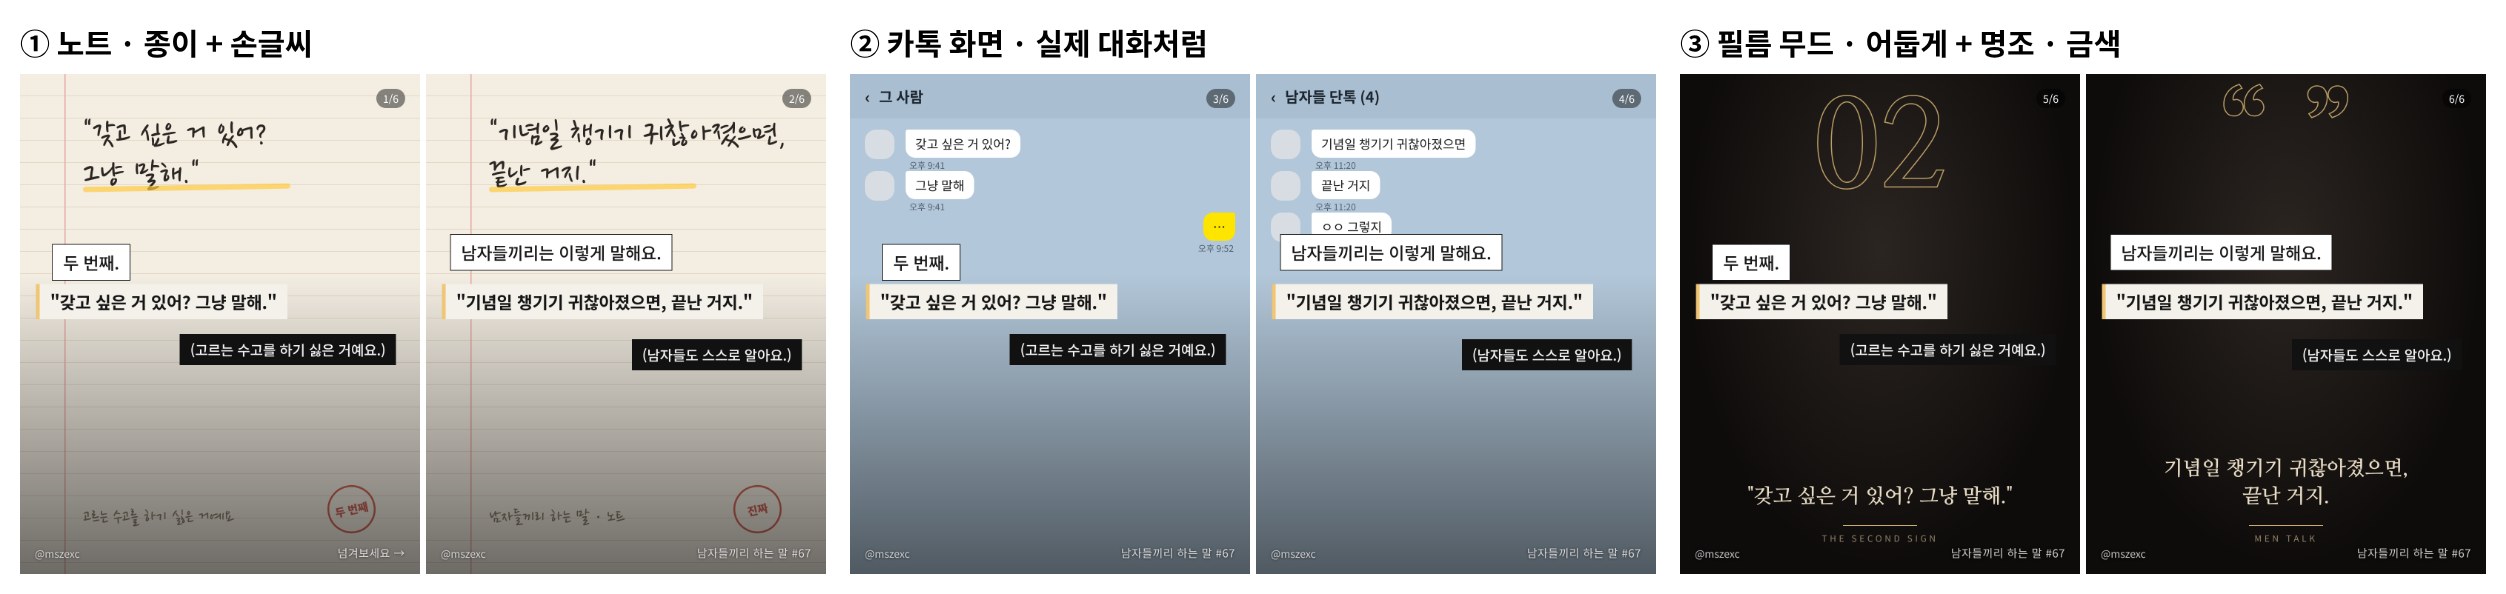 ① 노트 · 종이 + 손글씨
1/6
"갖고 싶은 거 있어?
그냥 말해."
두 번째.
"갖고 싶은 거 있어? 그냥 말해."
(고르는 수고를 하기 싫은 거예요.)
고르는 수고를 하기 싫은 거예요
두 번째
@mszexc
넘겨보세요 →
2/6
"기념일 챙기기 귀찮아졌으면,
끝난 거지."
남자들끼리는 이렇게 말해요.
"기념일 챙기기 귀찮아졌으면, 끝난 거지."
(남자들도 스스로 알아요.)
남자들끼리 하는 말 · 노트
진짜
@mszexc
남자들끼리 하는 말 #67
② 카톡 화면 · 실제 대화처럼
‹ 그 사람
3/6
갖고 싶은 거 있어?
오후 9:41
그냥 말해
오후 9:41
...
오후 9:52
두 번째.
"갖고 싶은 거 있어? 그냥 말해."
(고르는 수고를 하기 싫은 거예요.)
@mszexc
남자들끼리 하는 말 #67
‹ 남자들 단톡 (4)
4/6
기념일 챙기기 귀찮아졌으면
오후 11:20
끝난 거지
오후 11:20
ㅇㅇ 그렇지
남자들끼리는 이렇게 말해요.
"기념일 챙기기 귀찮아졌으면, 끝난 거지."
(남자들도 스스로 알아요.)
@mszexc
남자들끼리 하는 말 #67
③ 필름 무드 · 어둡게 + 명조 · 금색
5/6
02
두 번째.
"갖고 싶은 거 있어? 그냥 말해."
(고르는 수고를 하기 싫은 거예요.)
"갖고 싶은 거 있어? 그냥 말해."
THE SECOND SIGN
@mszexc
남자들끼리 하는 말 #67
6/6
“ ”
남자들끼리는 이렇게 말해요.
"기념일 챙기기 귀찮아졌으면, 끝난 거지."
(남자들도 스스로 알아요.)
기념일 챙기기 귀찮아졌으면,
끝난 거지.
MEN TALK
@mszexc
남자들끼리 하는 말 #67